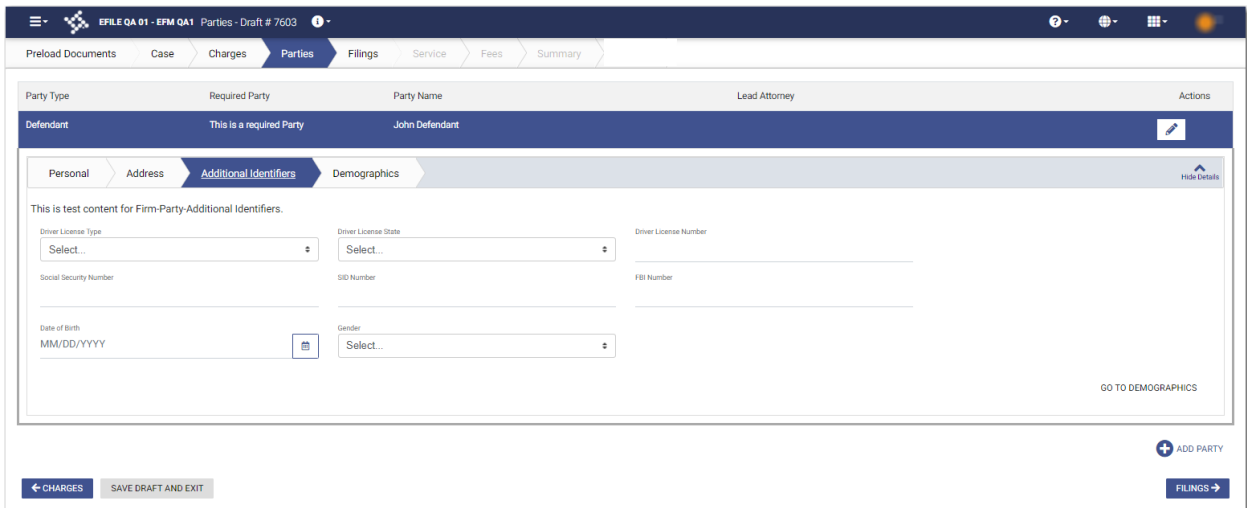 EFILE QA 01 - EFM QA1 Parties - Draft # 7603
Preload Documents Case Charges Parties Filings Service Fees Summary
Party Type Required Party Party Name Lead Attorney Actions
Defendant This is a required Party John Defendant
Personal Address Additional Identifiers Demographics
Hide Details
This is test content for Firm-Party-Additional Identifiers.
Driver License Type Driver License State Driver License Number
Select... Select...
Social Security Number SID Number FBI Number
Date of Birth Gender
MM/DD/YYYY Select...
GO TO DEMOGRAPHICS
ADD PARTY
CHARGES SAVE DRAFT AND EXIT FILINGS